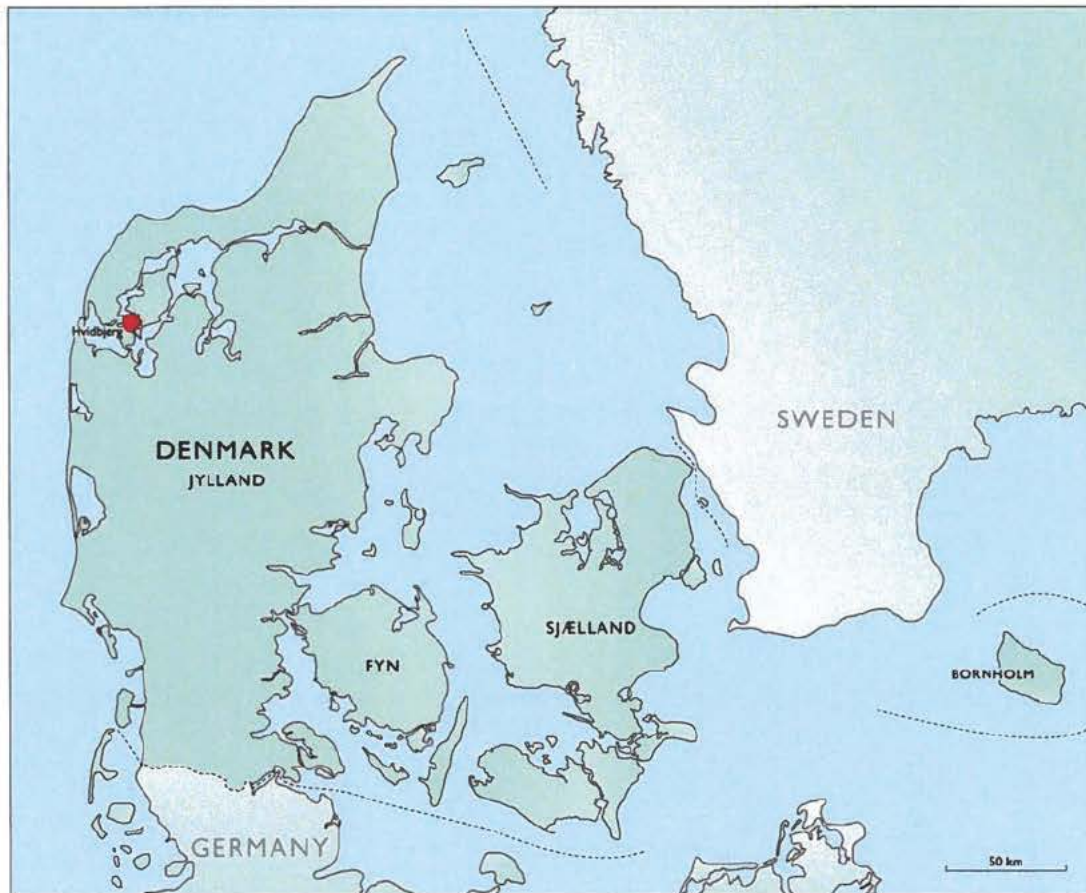 Hvidbjerg
DENMARK
JYLLAND
SWEDEN
SJÆLLAND
FYN
BORNHOLM
GERMANY
50 km